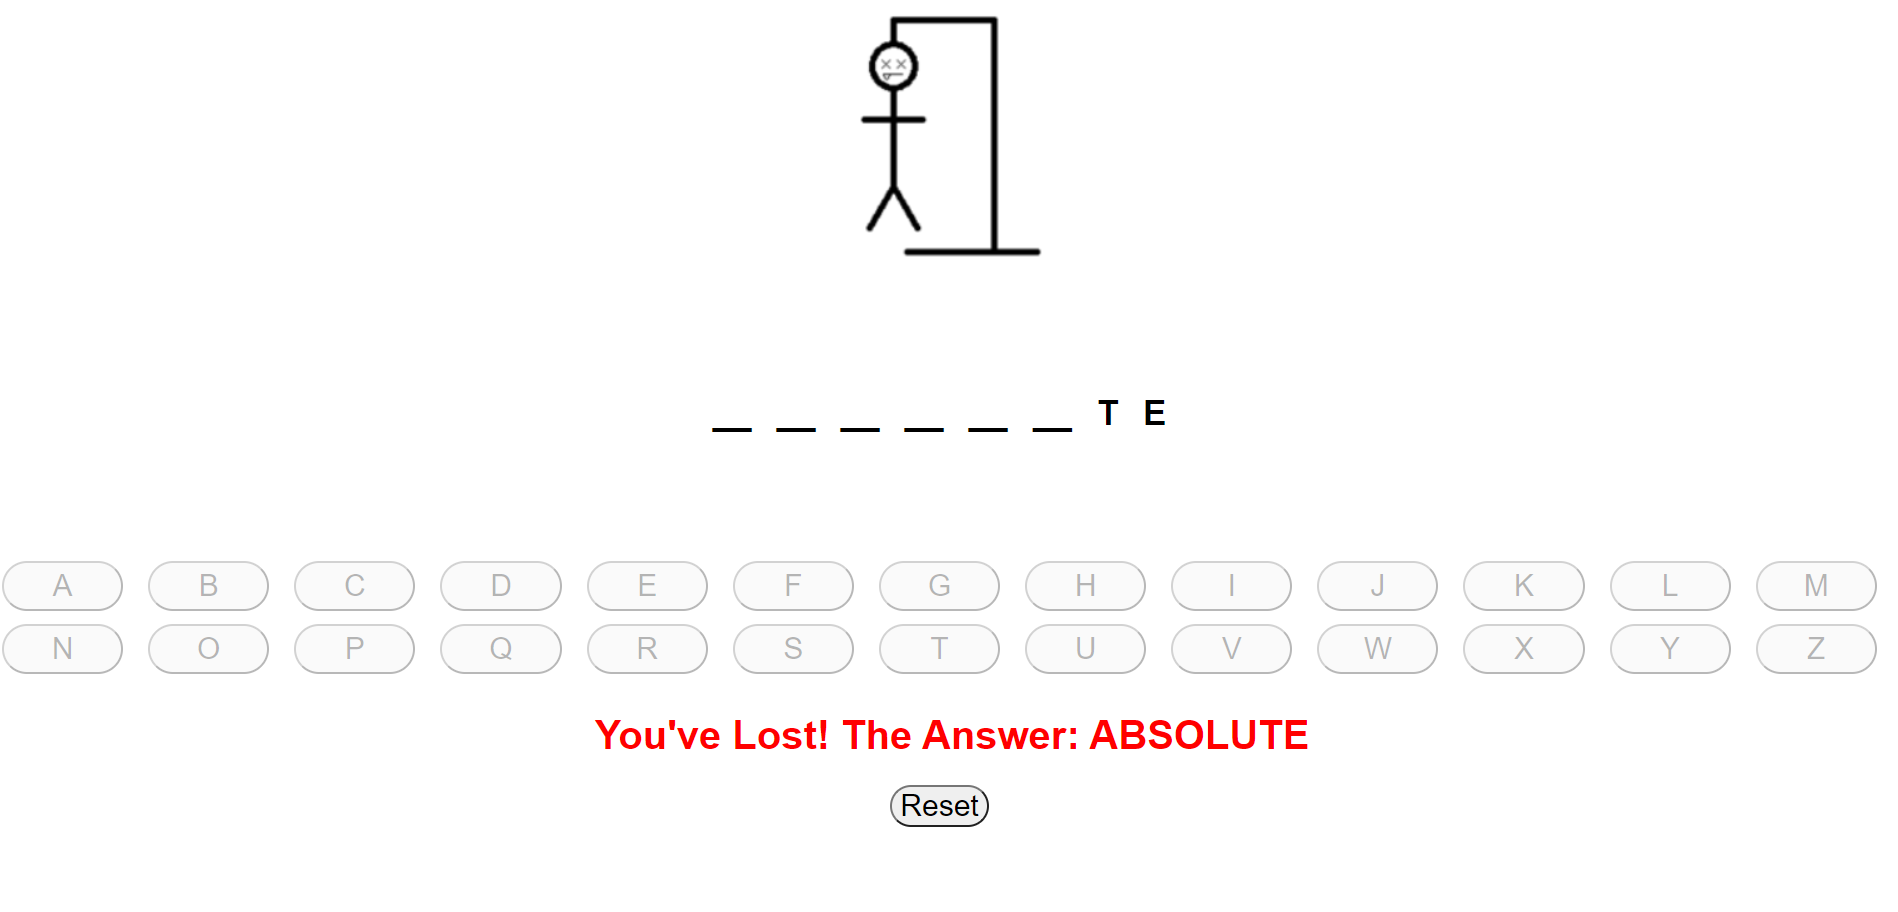 _ _ _ _ _ _ T E
A B C D E F G H I J K L M
N O P Q R S T U V W X Y Z
You've Lost! The Answer: ABSOLUTE
Reset